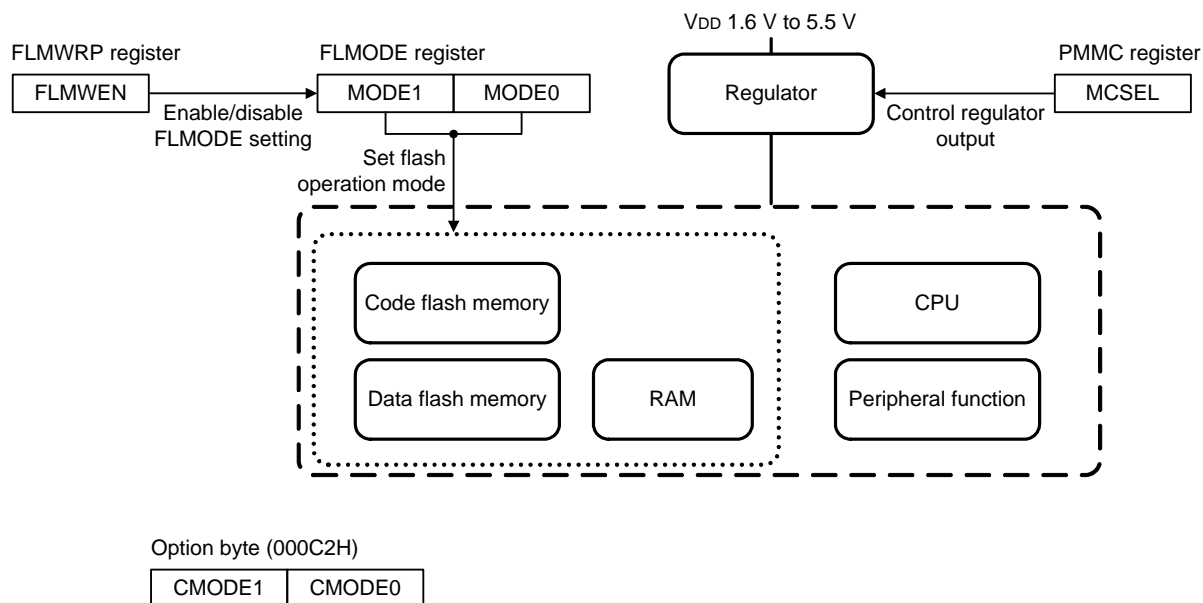 VDD 1.6 V to 5.5 V
FLMWRP register
FLMODE register
PMMC register
FLMWEN
MODE1
MODE0
Regulator
MCSEL
Enable/disable
FLMODE setting
Control regulator
output
Set flash
operation mode
Code flash memory
CPU
Data flash memory
RAM
Peripheral function
Option byte (000C2H)
CMODE1
CMODE0